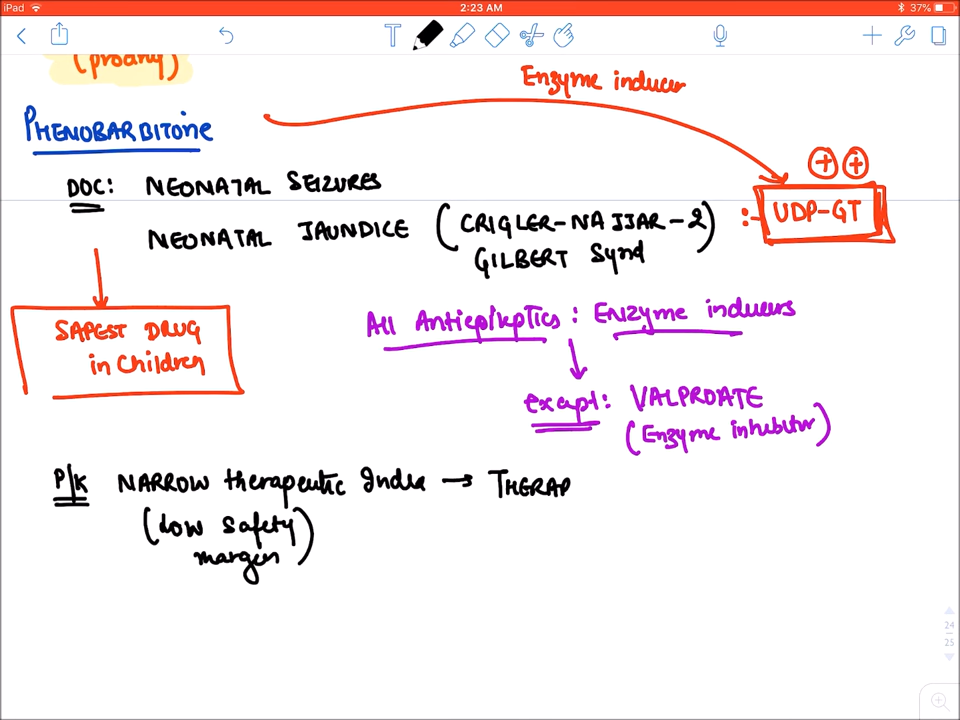 iPad
2:23 AM
37%
T
(prodrug)
Enzyme inducer
PHENOBARBITONE
DOC: NEONATAL SEIZURES
NEONATAL JAUNDICE (CRIGLER-NAJJAR-2
GILBERT Synd) :- UDP-GT
+ +
SAFEST DRUG
in Children
All Antiepileptics : Enzyme inducers
except: VALPROATE
(Enzyme inhibitor)
P/K NARROW therapeutic Index → THERAP
(low safety
margin)
24
25